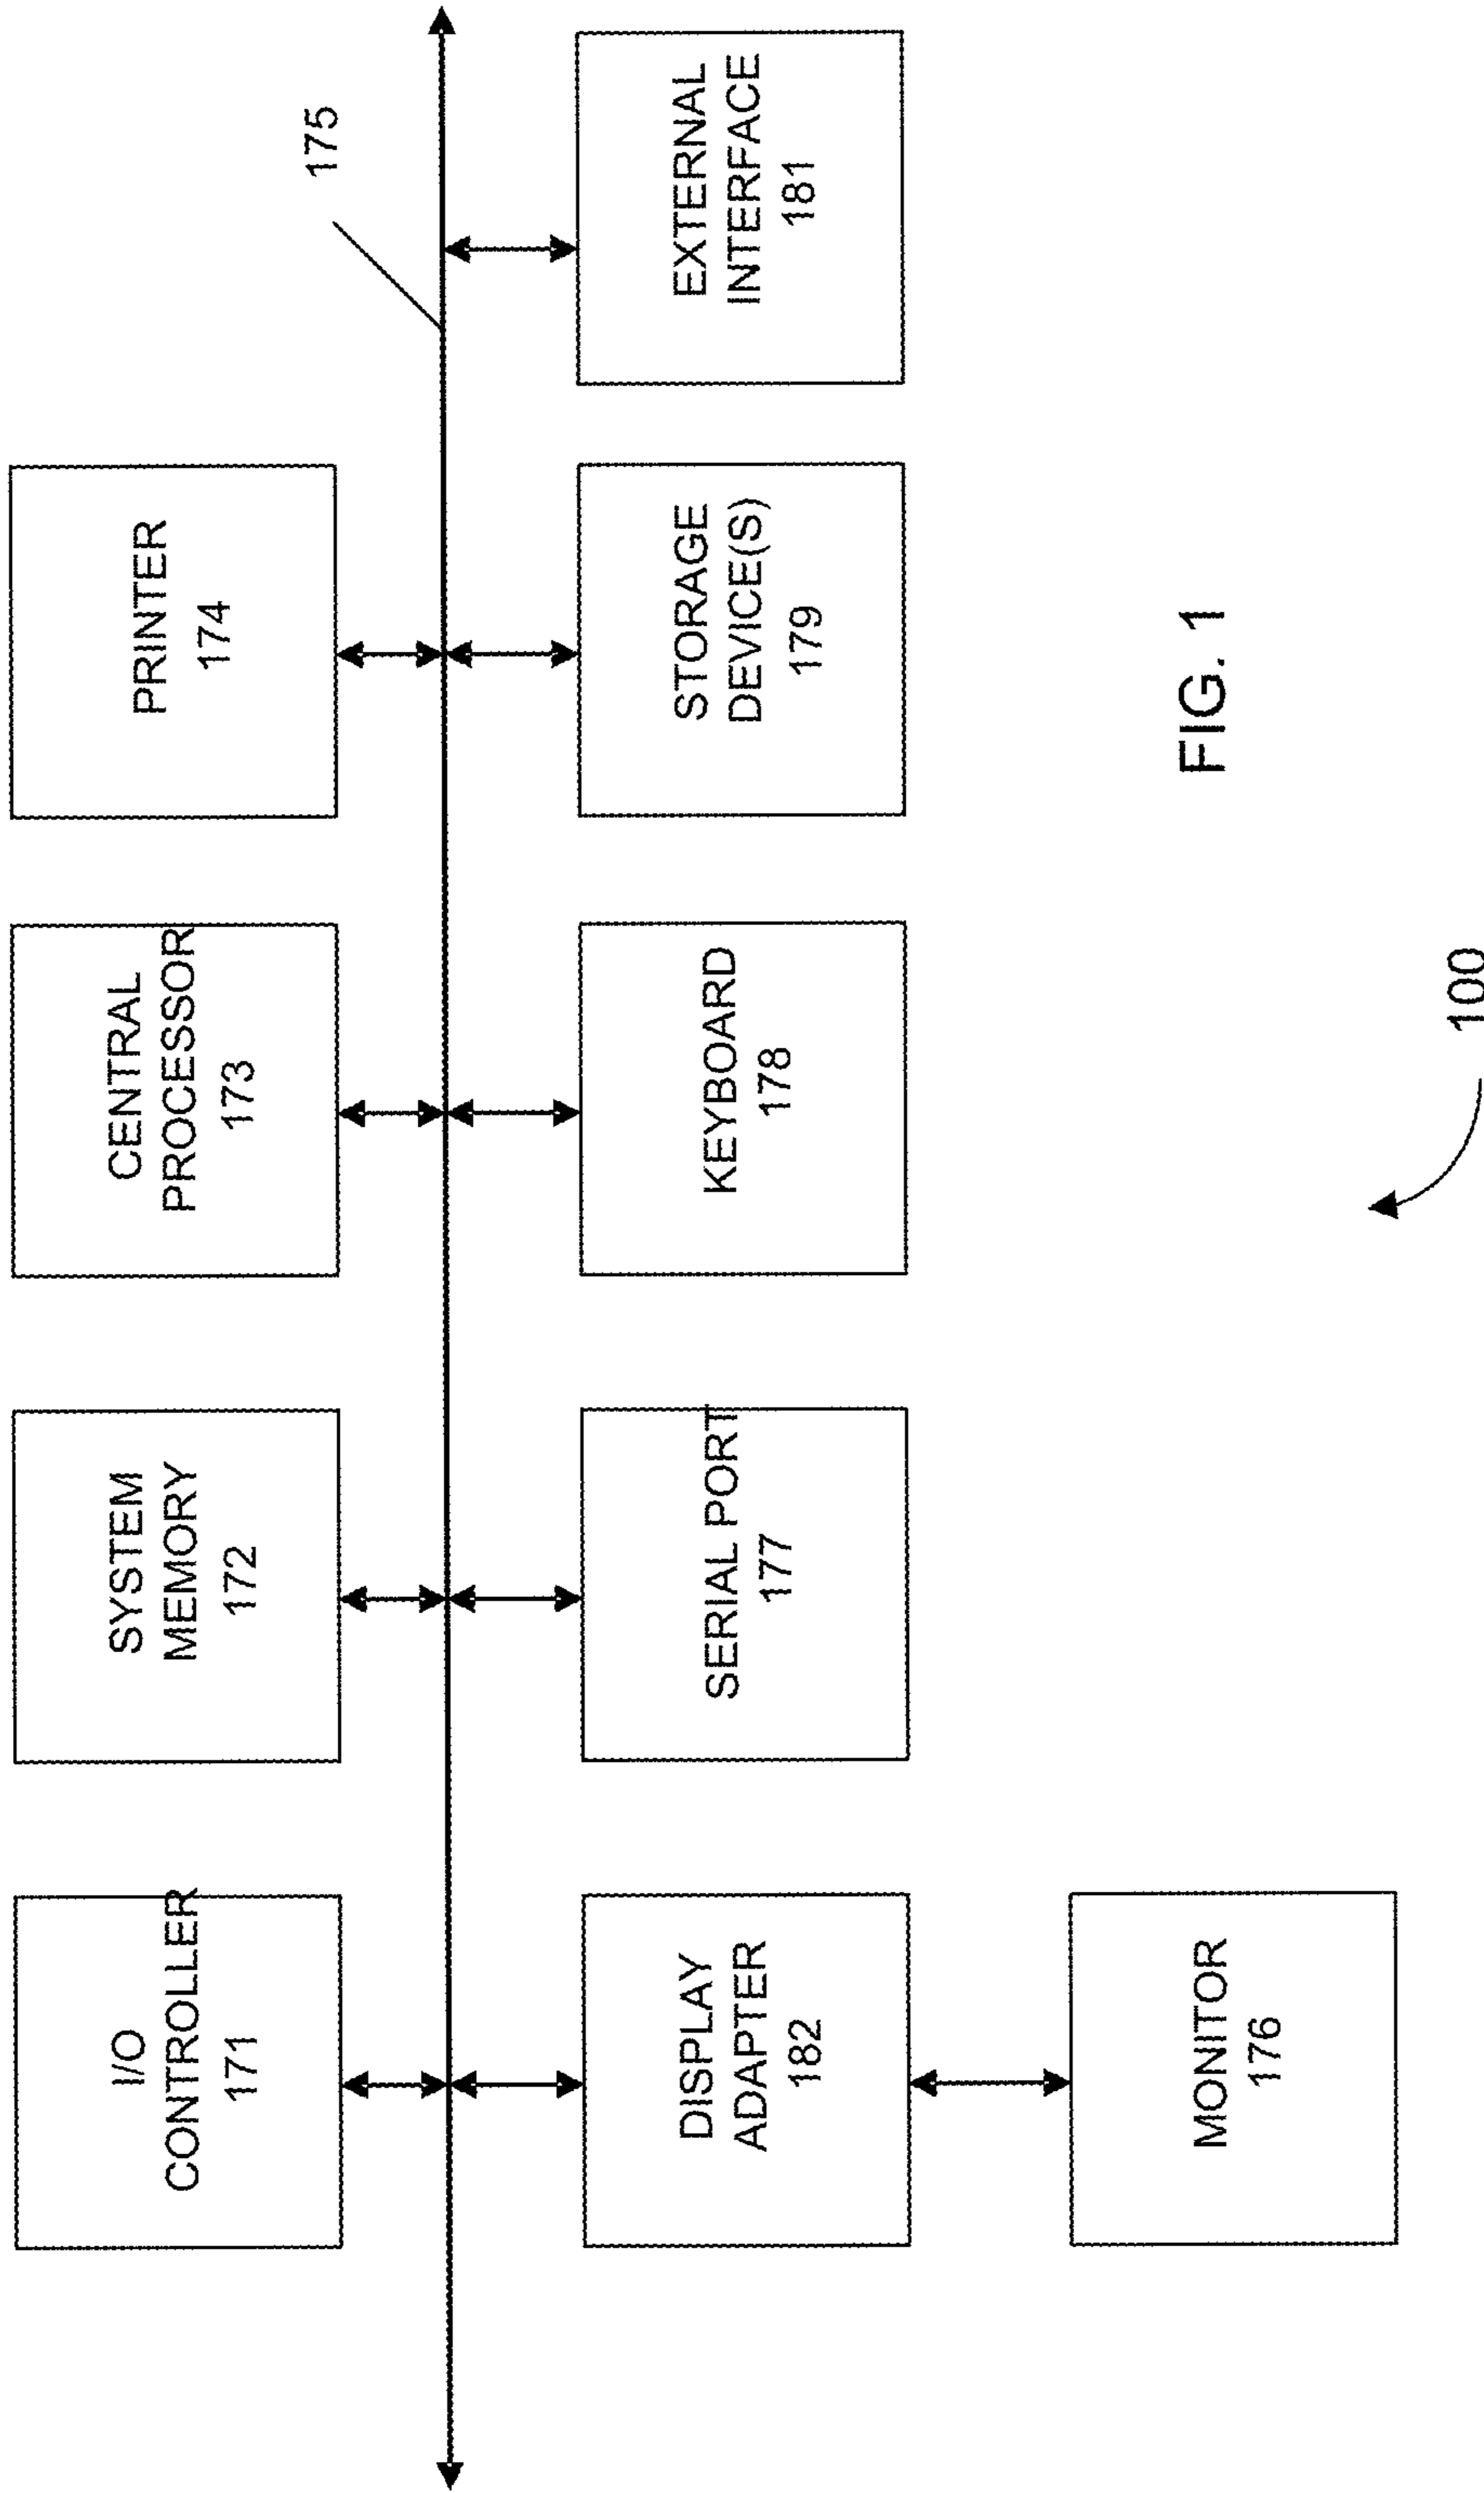 I/O
CONTROLLER
171
SYSTEM
MEMORY
172
CENTRAL
PROCESSOR
173
PRINTER
174
175
DISPLAY
ADAPTER
182
SERIAL PORT
177
KEYBOARD
178
STORAGE
DEVICE(S)
179
EXTERNAL
INTERFACE
181
MONITOR
176
FIG. 1
100